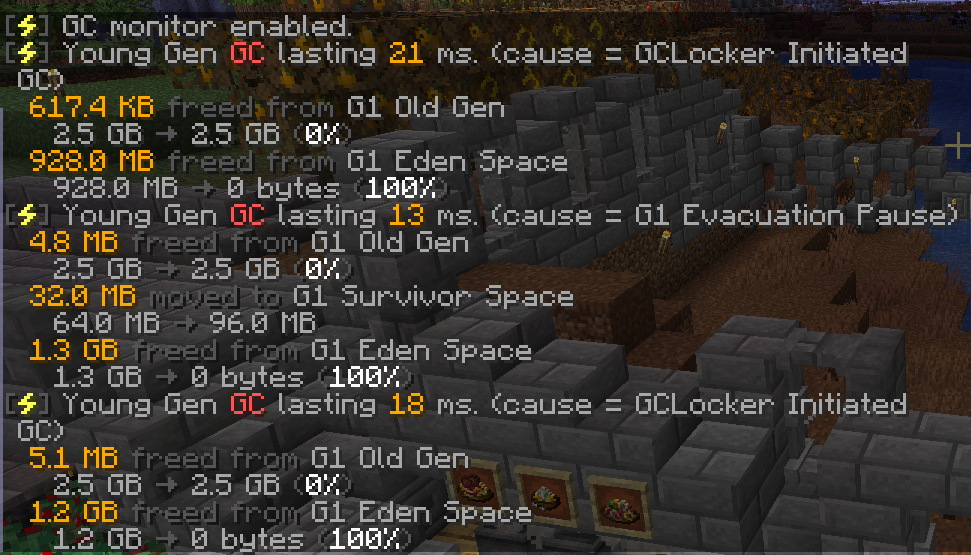 [⚡] GC monitor enabled.
[⚡] Young Gen GC lasting 21 ms. (cause = GCLocker Initiated
GC)
617.4 KB freed from G1 Old Gen
2.5 GB → 2.5 GB (0%)
928.0 MB freed from G1 Eden Space
928.0 MB → 0 bytes (100%)
[⚡] Young Gen GC lasting 13 ms. (cause = G1 Evacuation Pause)
4.8 MB freed from G1 Old Gen
2.5 GB → 2.5 GB (0%)
32.0 MB moved to G1 Survivor Space
64.0 MB → 96.0 MB
1.3 GB freed from G1 Eden Space
1.3 GB → 0 bytes (100%)
[⚡] Young Gen GC lasting 18 ms. (cause = GCLocker Initiated
GC)
5.1 MB freed from G1 Old Gen
2.5 GB → 2.5 GB (0%)
1.2 GB freed from G1 Eden Space
1.2 GB → 0 bytes (100%)